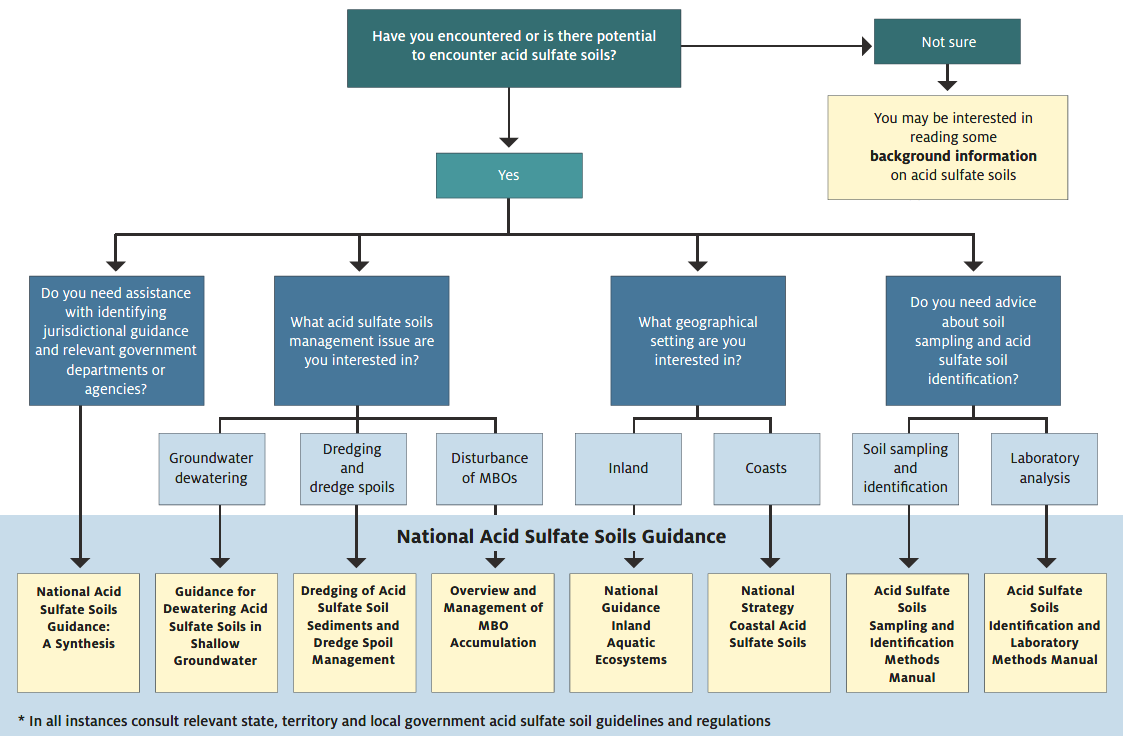 Have you encountered or is there potential
to encounter acid sulfate soils?
Not sure
You may be interested in
reading some
background information
on acid sulfate soils
Yes
Do you need assistance
with identifying
jurisdictional guidance
and relevant government
departments or
agencies?
What acid sulfate soils
management issue are
you interested in?
What geographical
setting are you
interested in?
Do you need advice
about soil
sampling and acid
sulfate soil
identification?
Groundwater
dewatering
Dredging
and
dredge spoils
Disturbance
of MBOs
Inland
Coasts
Soil sampling
and
identification
Laboratory
analysis
National Acid Sulfate Soils Guidance
National Acid
Sulfate Soils
Guidance:
A Synthesis
Guidance for
Dewatering Acid
Sulfate Soils in
Shallow
Groundwater
Dredging of Acid
Sulfate Soil
Sediments and
Dredge Spoil
Management
Overview and
Management of
MBO
Accumulation
National
Guidance
Inland
Aquatic
Ecosystems
National
Strategy
Coastal Acid
Sulfate Soils
Acid Sulfate
Soils
Sampling and
Identification
Methods
Manual
Acid Sulfate
Soils
Identification and
Laboratory
Methods Manual
* In all instances consult relevant state, territory and local government acid sulfate soil guidelines and regulations